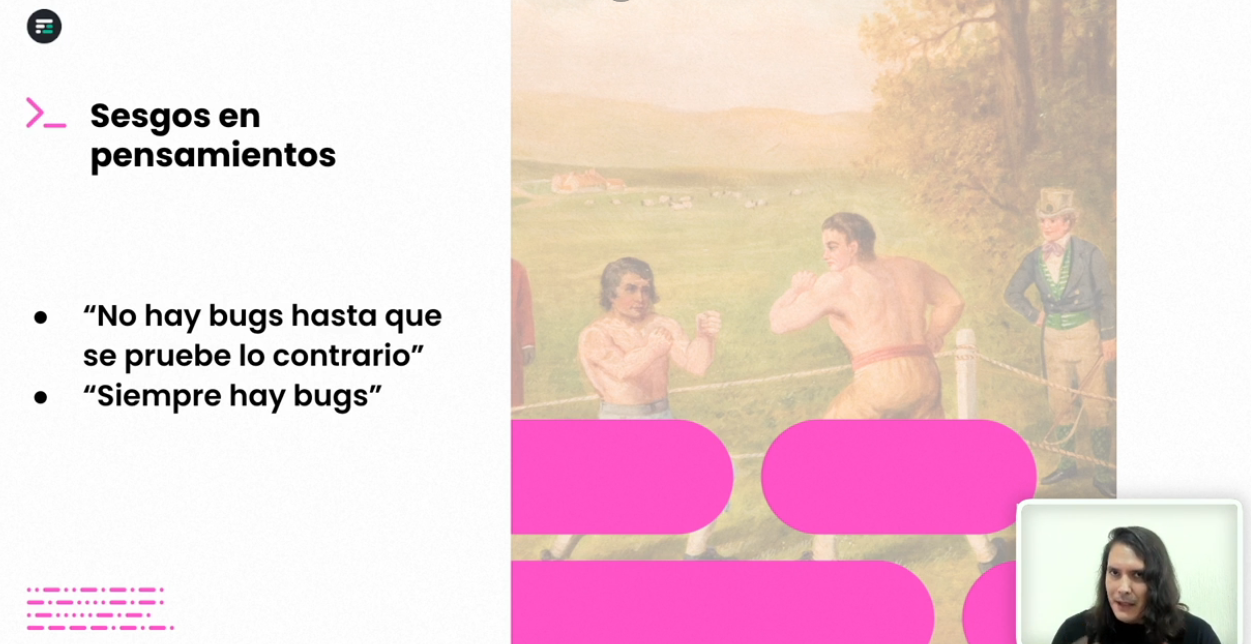 Sesgos en
pensamientos
● “No hay bugs hasta que
se pruebe lo contrario”
● “Siempre hay bugs”